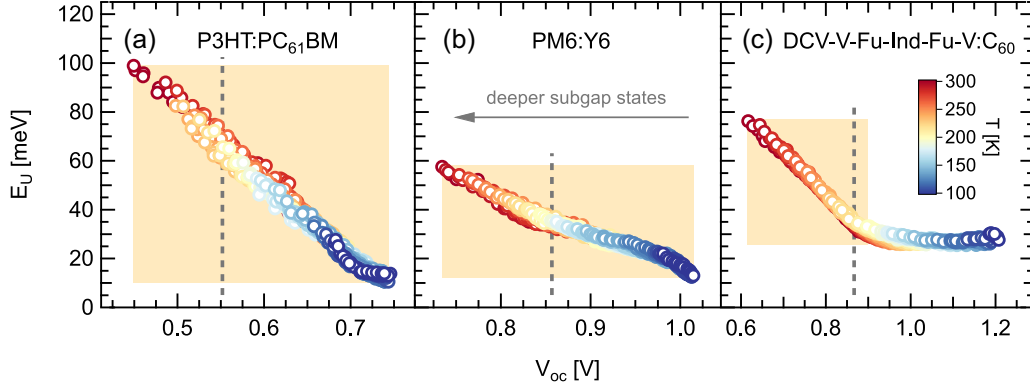 120
100
80
60
40
20
0
E_U [meV]
(a) P3HT:PC₆₁BM
(b) PM6:Y6
(c) DCV-V-Fu-Ind-Fu-V:C₆₀
deeper subgap states
300
250
200
150
100
T [K]
0.5 0.6 0.7
0.8 0.9 1.0
0.6 0.8 1.0 1.2
V_oc [V]